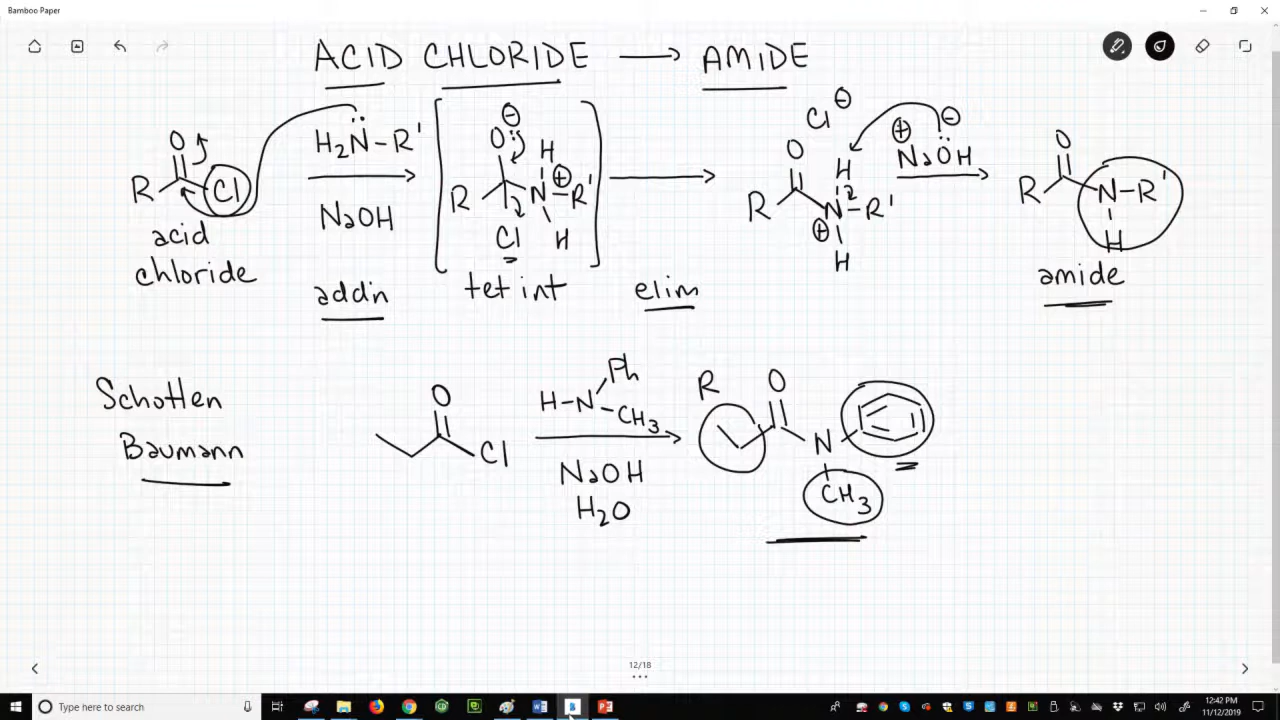 Bamboo Paper
ACID CHLORIDE → AMIDE
O
R Cl
acid
chloride
H₂N̈-R'
NaOH
add'n
⊖
O
H
R N ⊕ -R'
Cl H
tet int
Cl ⊖
O
H
R N-R'
⊕
H
elim
⊕ ⊖
NaOH
O
R N-R'
H
amide
Schotten
Baumann
O
Cl
Ph
H-N-CH₃
NaOH
H₂O
R O
N
CH₃
12/18
Type here to search
12:42 PM
11/12/2019